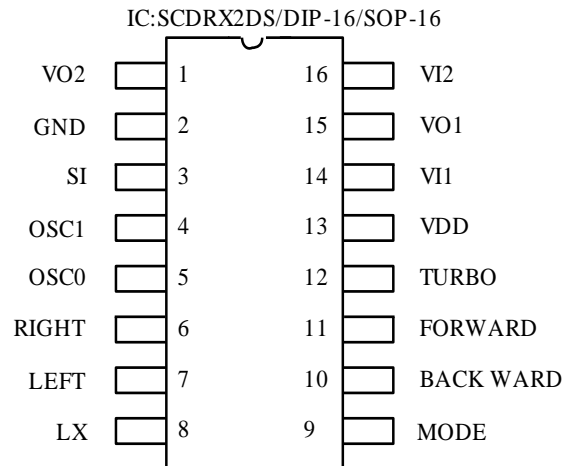 IC:SCDRX2DS/DIP-16/SOP-16
VO2 1 16 VI2
GND 2 15 VO1
SI 3 14 VI1
OSC1 4 13 VDD
OSC0 5 12 TURBO
RIGHT 6 11 FORWARD
LEFT 7 10 BACK WARD
LX 8 9 MODE